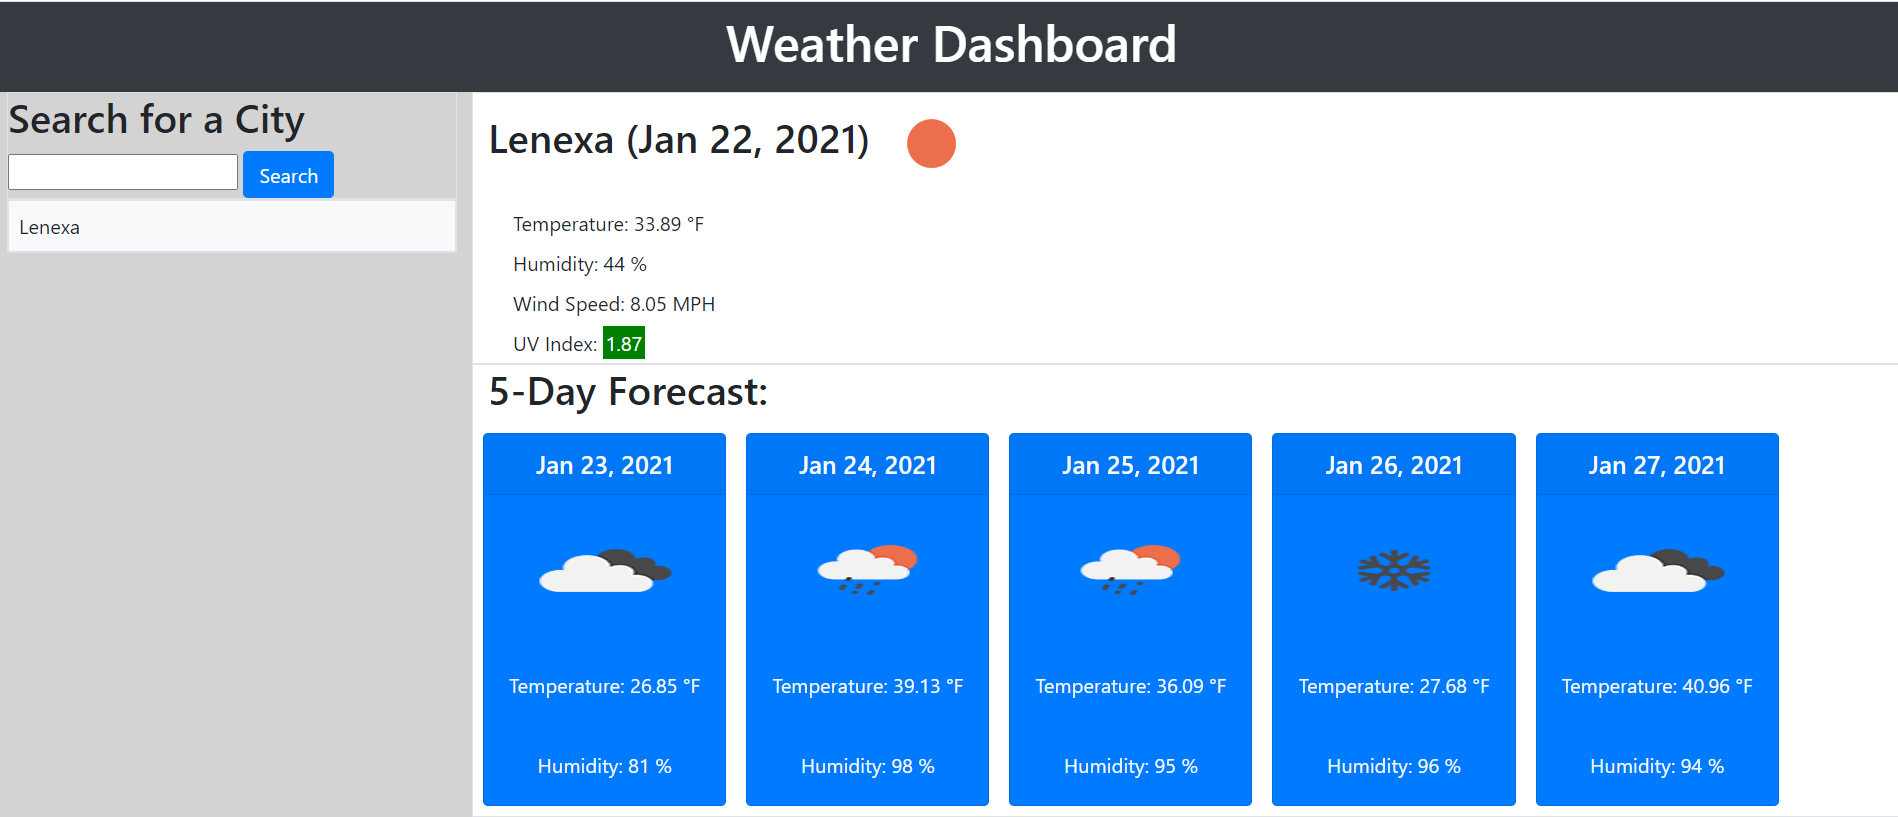 Weather Dashboard
Search for a City
Search
Lenexa
Lenexa (Jan 22, 2021)
Temperature: 33.89 °F
Humidity: 44 %
Wind Speed: 8.05 MPH
UV Index: 1.87
5-Day Forecast:
Jan 23, 2021
Temperature: 26.85 °F
Humidity: 81 %
Jan 24, 2021
Temperature: 39.13 °F
Humidity: 98 %
Jan 25, 2021
Temperature: 36.09 °F
Humidity: 95 %
Jan 26, 2021
Temperature: 27.68 °F
Humidity: 96 %
Jan 27, 2021
Temperature: 40.96 °F
Humidity: 94 %